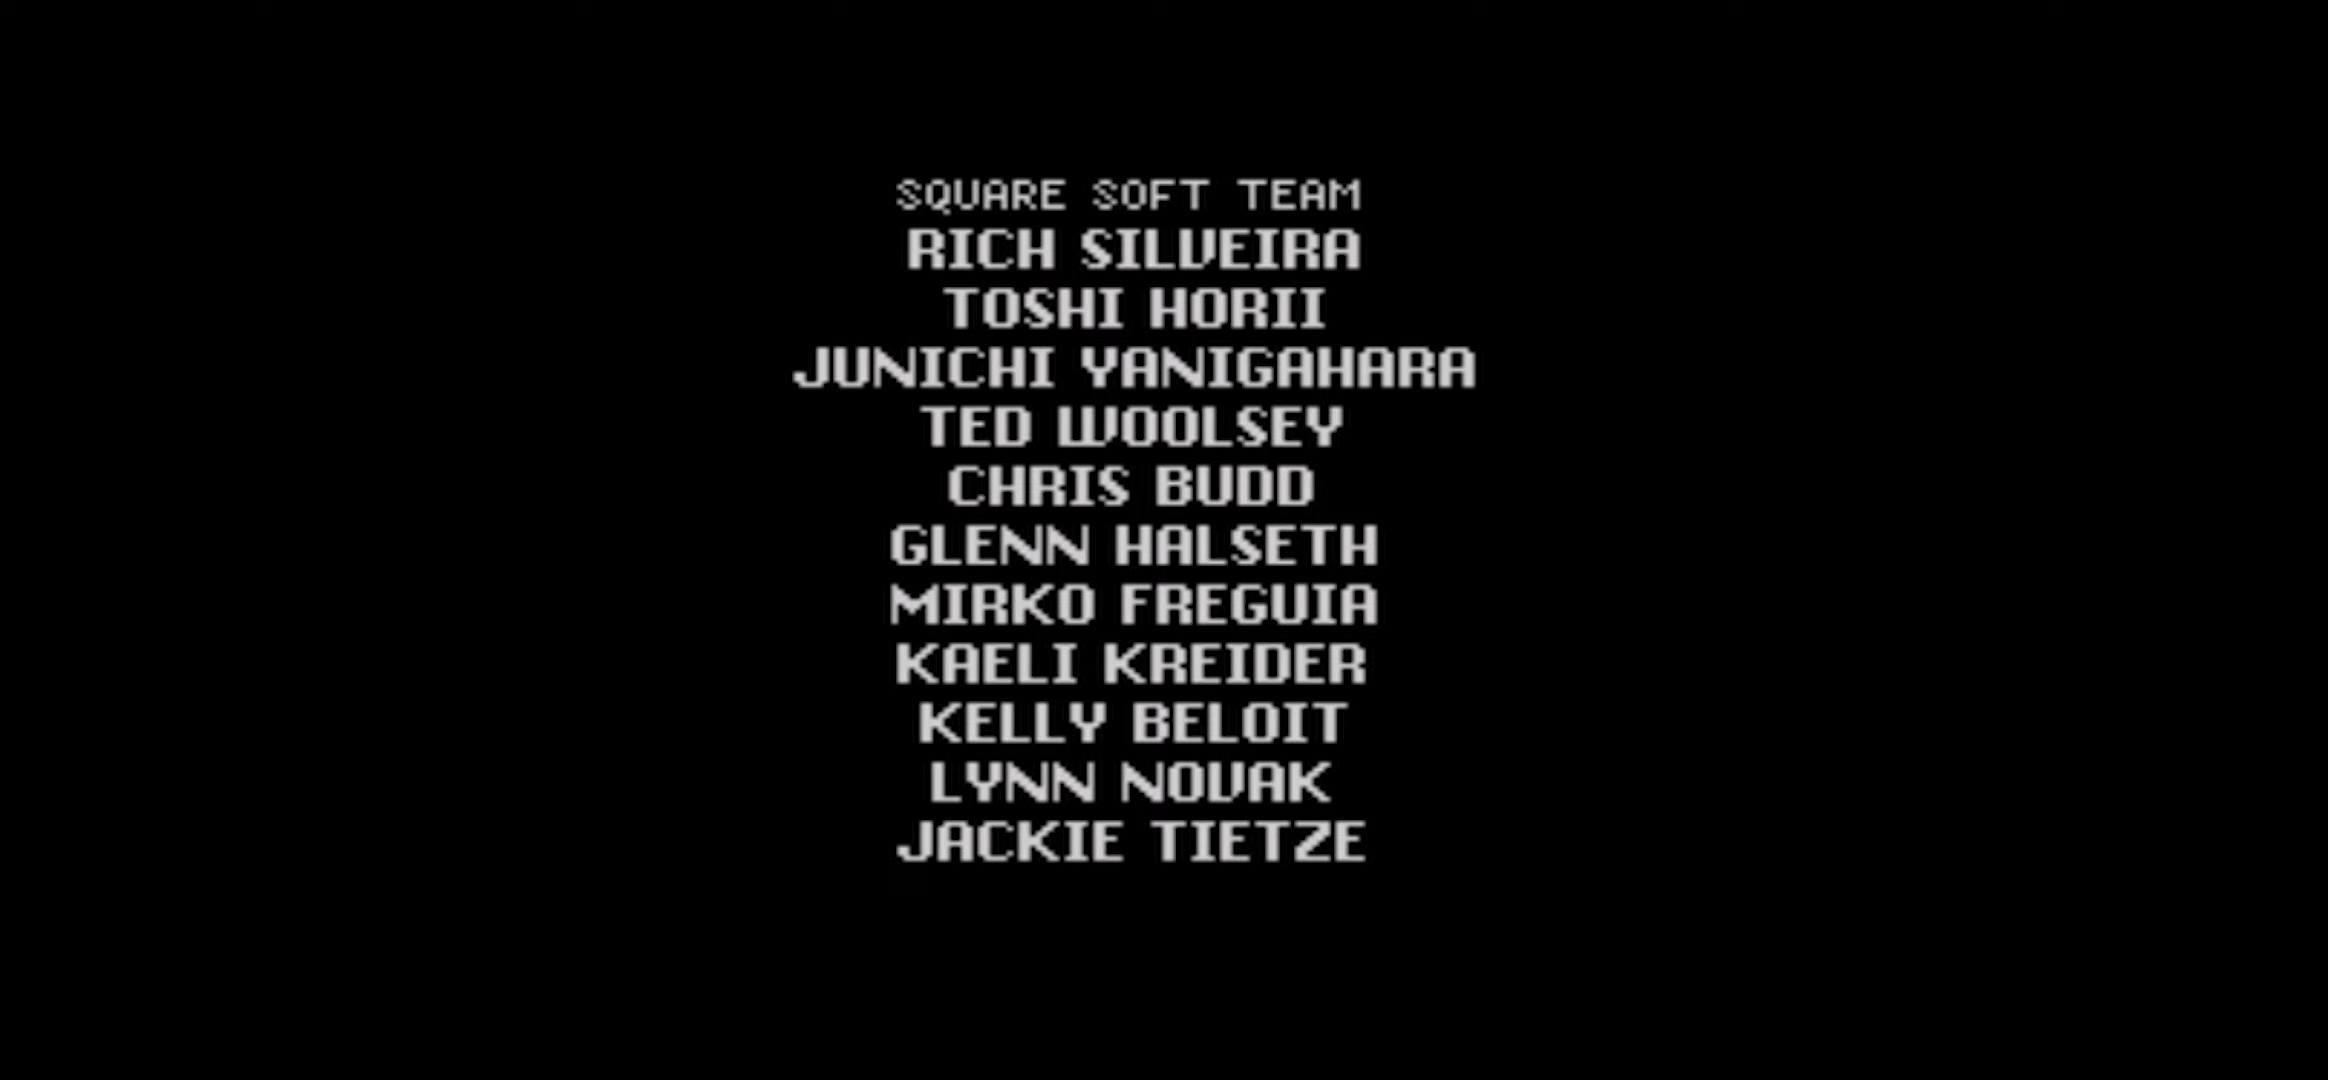 SQUARE SOFT TEAM
RICH SILVEIRA
TOSHI HORII
JUNICHI YANIGAHARA
TED WOOLSEY
CHRIS BUDD
GLENN HALSETH
MIRKO FREGUIA
KAELI KREIDER
KELLY BELOIT
LYNN NOVAK
JACKIE TIETZE